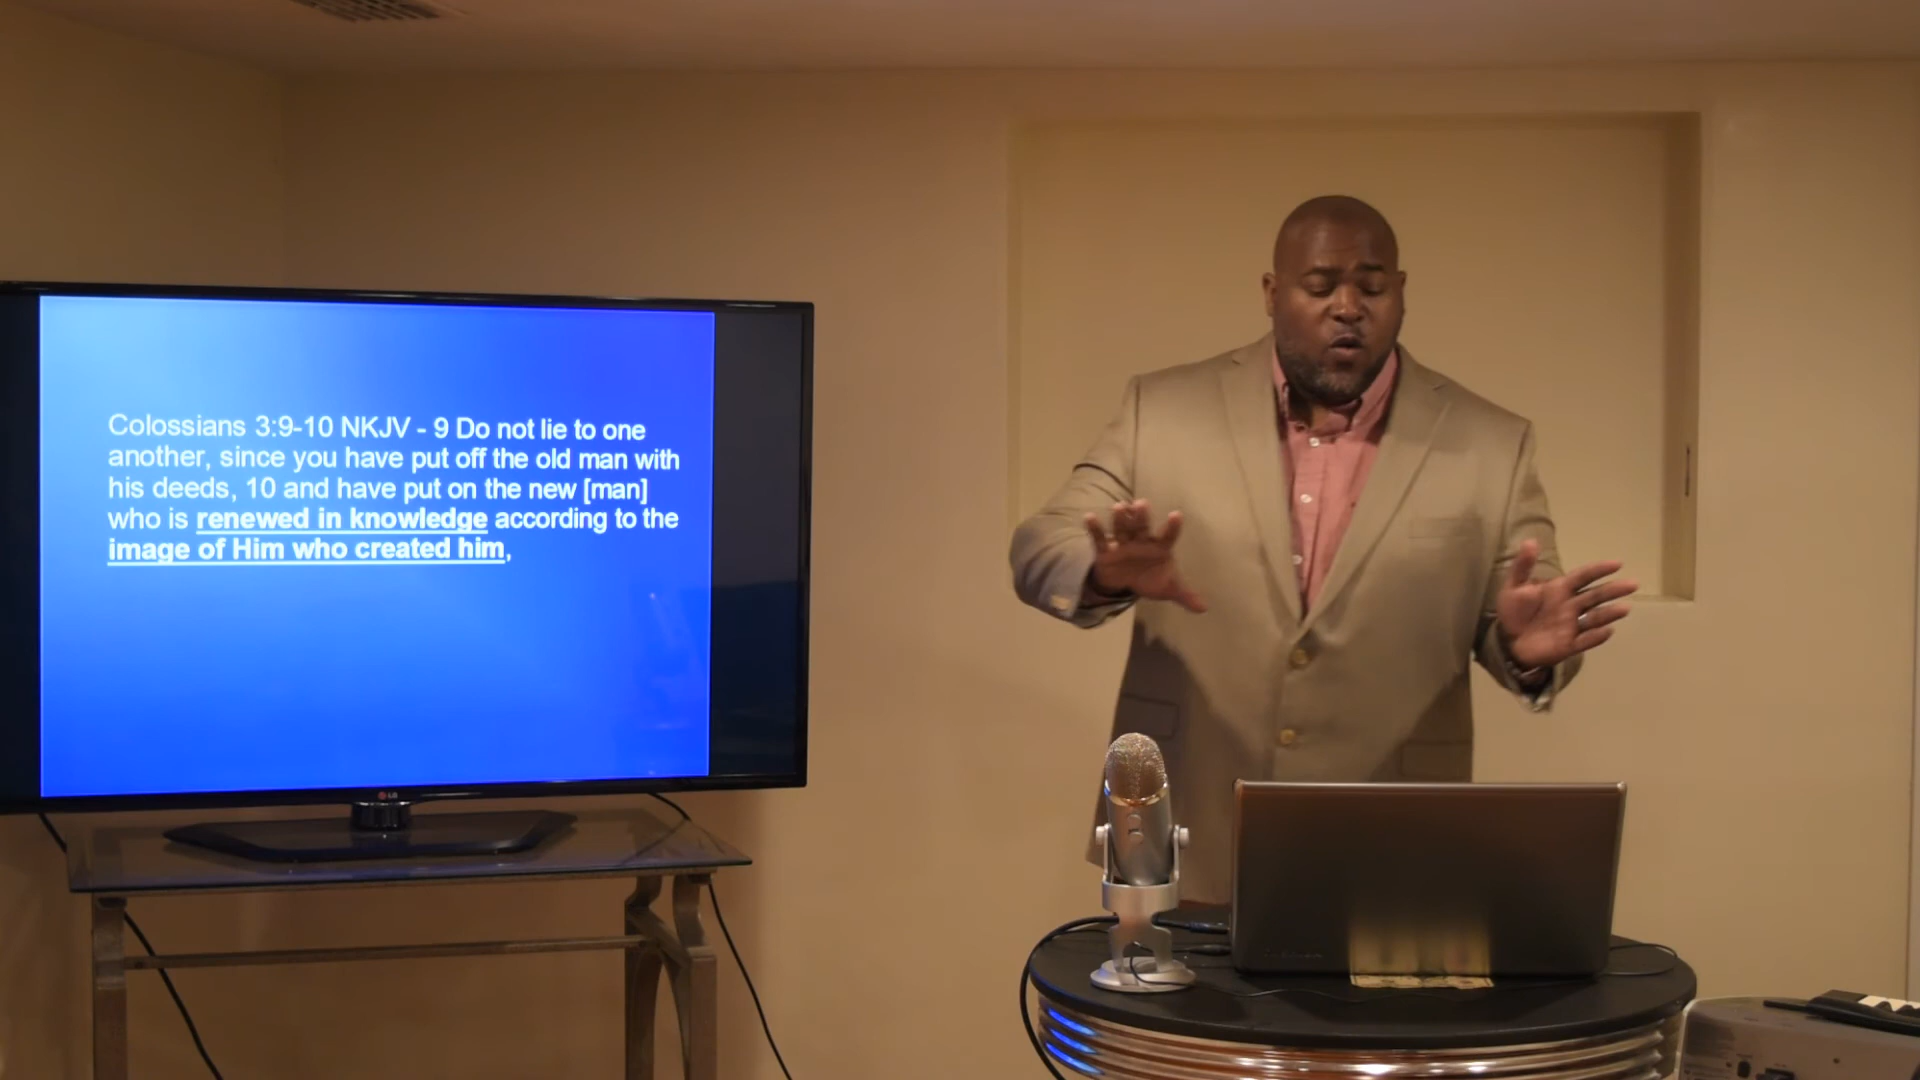 Colossians 3:9-10 NKJV - 9 Do not lie to one
another, since you have put off the old man with
his deeds, 10 and have put on the new [man]
who is renewed in knowledge according to the
image of Him who created him,
LG